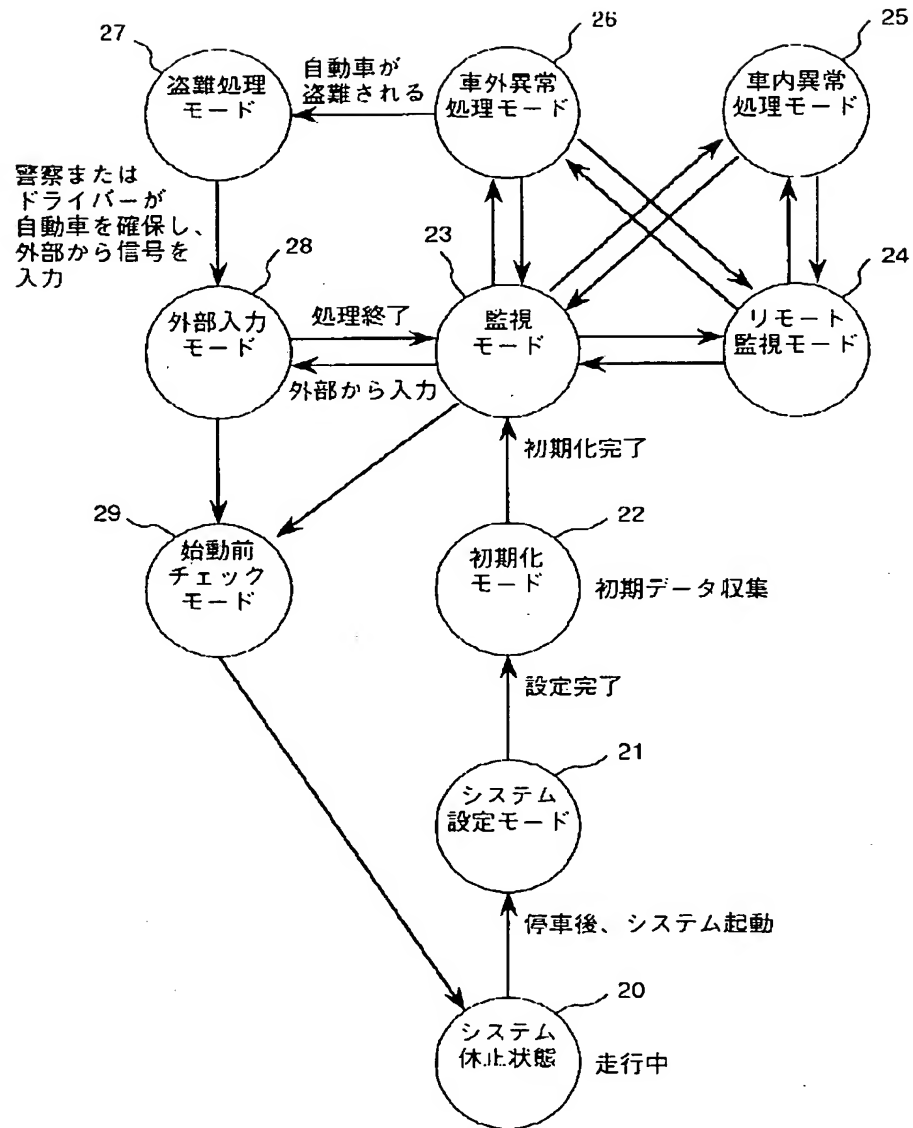 27
盗難処理
モード
自動車が
盗難される
26
車外異常
処理モード
25
車内異常
処理モード
警察または
ドライバーが
自動車を確保し、
外部から信号を
入力
28
外部入力
モード
処理終了
外部から入力
23
監視
モード
24
リモート
監視モード
初期化完了
29
始動前
チェック
モード
22
初期化
モード
初期データ収集
設定完了
21
システム
設定モード
停車後、システム起動
20
システム
休止状態
走行中